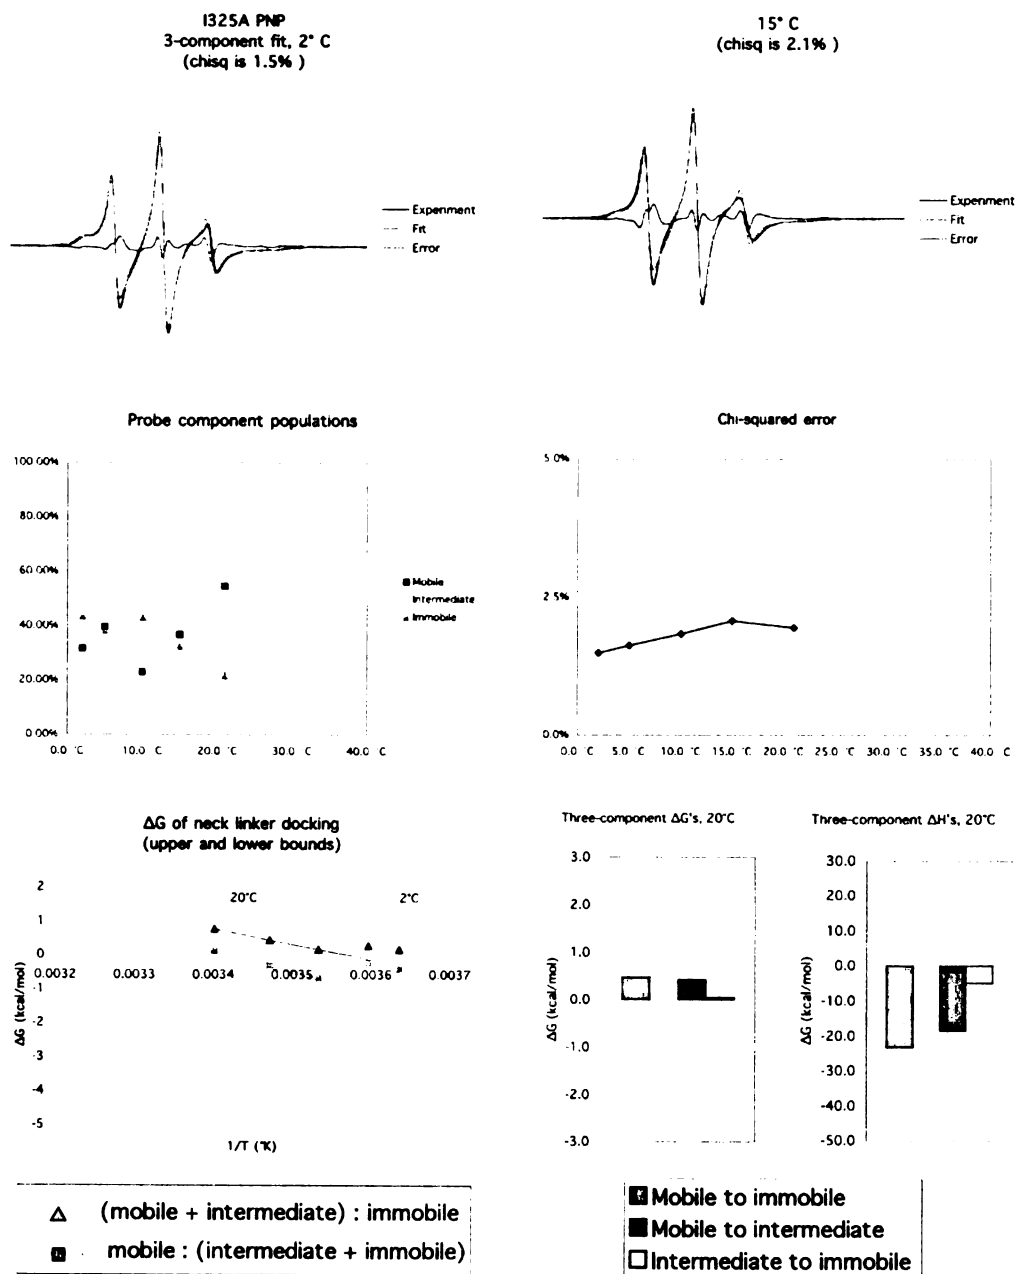 I325A PNP
3-component fit, 2° C
(chisq is 1.5% )
15° C
(chisq is 2.1% )
Experiment
Fit
Error
Experiment
Fit
Error
Probe component populations
100.00%
80.00%
60.00%
40.00%
20.00%
0.00%
0.0 °C 10.0 °C 20.0 °C 30.0 °C 40.0 °C
Mobile
Intermediate
Immobile
Chi-squared error
5.0%
2.5%
0.0%
0.0 °C 5.0 °C 10.0 °C 15.0 °C 20.0 °C 25.0 °C 30.0 °C 35.0 °C 40.0 °C
ΔG of neck linker docking
(upper and lower bounds)
20°C 2°C
2
1
0
-1
-2
-3
-4
-5
0.0032 0.0033 0.0034 0.0035 0.0036 0.0037
ΔG (kcal/mol)
1/T (°K)
Three-component ΔG's, 20°C
3.0
2.0
1.0
0.0
-1.0
-2.0
-3.0
ΔG (kcal/mol)
Three-component ΔH's, 20°C
30.0
20.0
10.0
0.0
-10.0
-20.0
-30.0
-40.0
-50.0
ΔG (kcal/mol)
(mobile + intermediate) : immobile
mobile : (intermediate + immobile)
Mobile to immobile
Mobile to intermediate
Intermediate to immobile